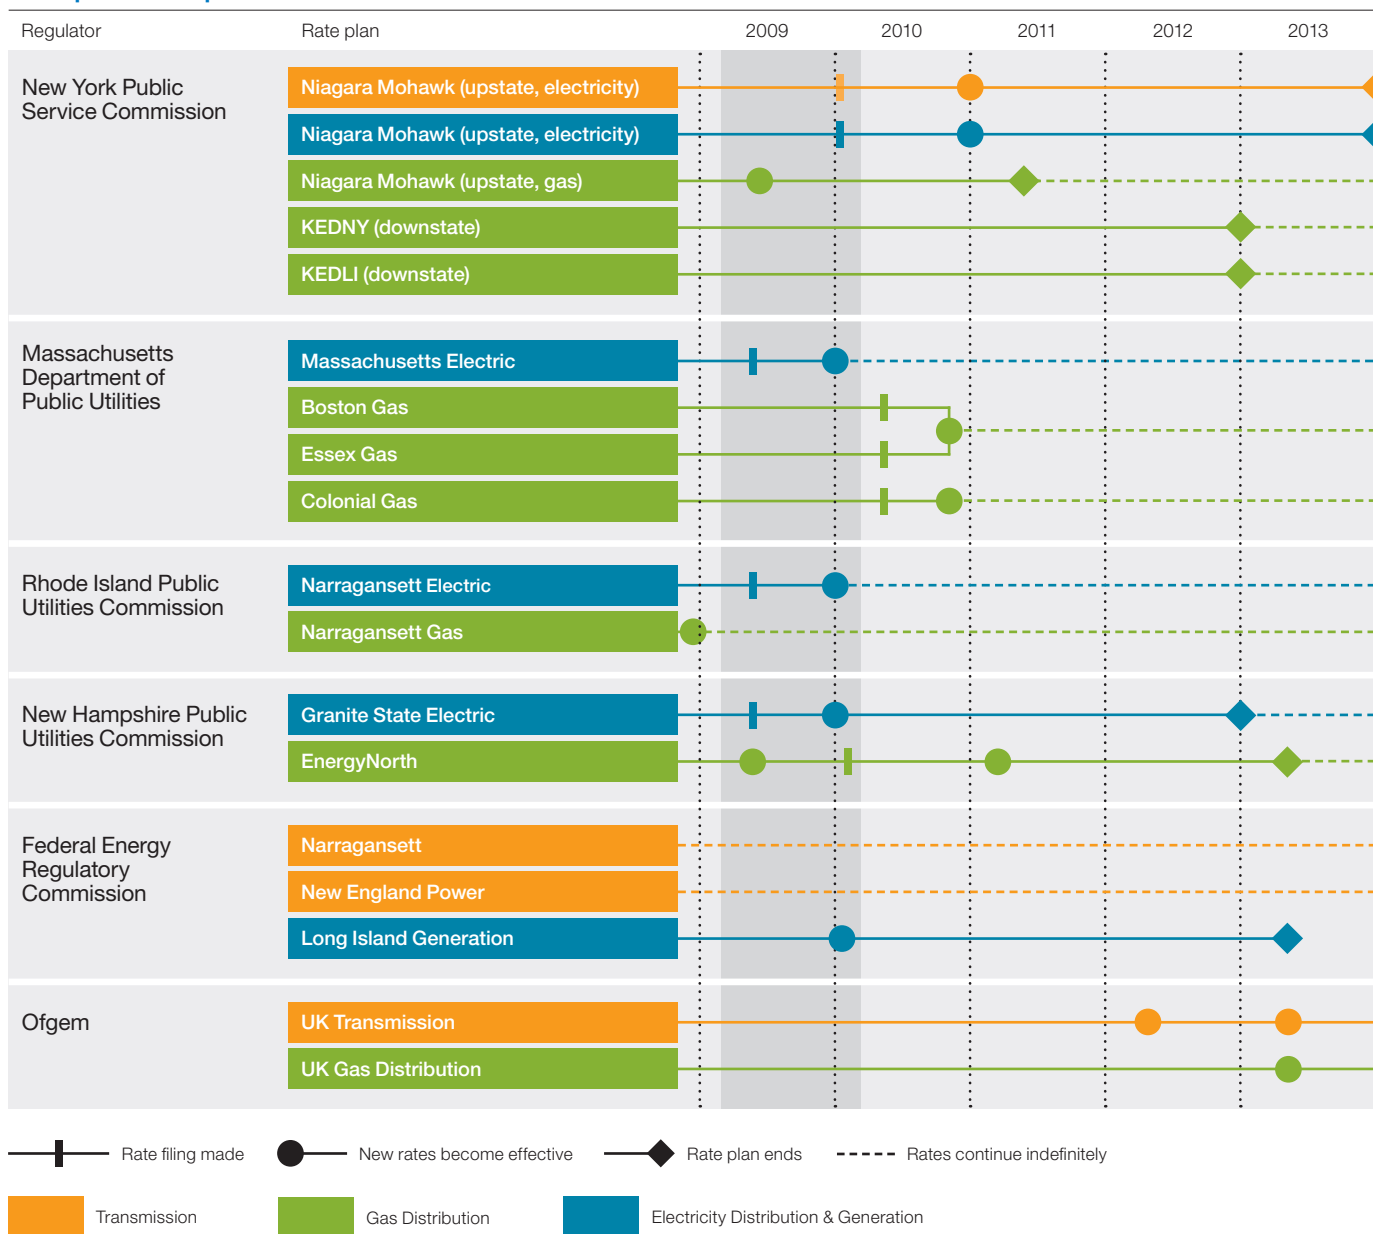 Regulator Rate plan 2009 2010 2011 2012 2013
New York Public
Service Commission
Niagara Mohawk (upstate, electricity)
Niagara Mohawk (upstate, electricity)
Niagara Mohawk (upstate, gas)
KEDNY (downstate)
KEDLI (downstate)
Massachusetts
Department of
Public Utilities
Massachusetts Electric
Boston Gas
Essex Gas
Colonial Gas
Rhode Island Public
Utilities Commission
Narragansett Electric
Narragansett Gas
New Hampshire Public
Utilities Commission
Granite State Electric
EnergyNorth
Federal Energy
Regulatory
Commission
Narragansett
New England Power
Long Island Generation
Ofgem
UK Transmission
UK Gas Distribution
Rate filing made New rates become effective Rate plan ends Rates continue indefinitely
Transmission Gas Distribution Electricity Distribution & Generation